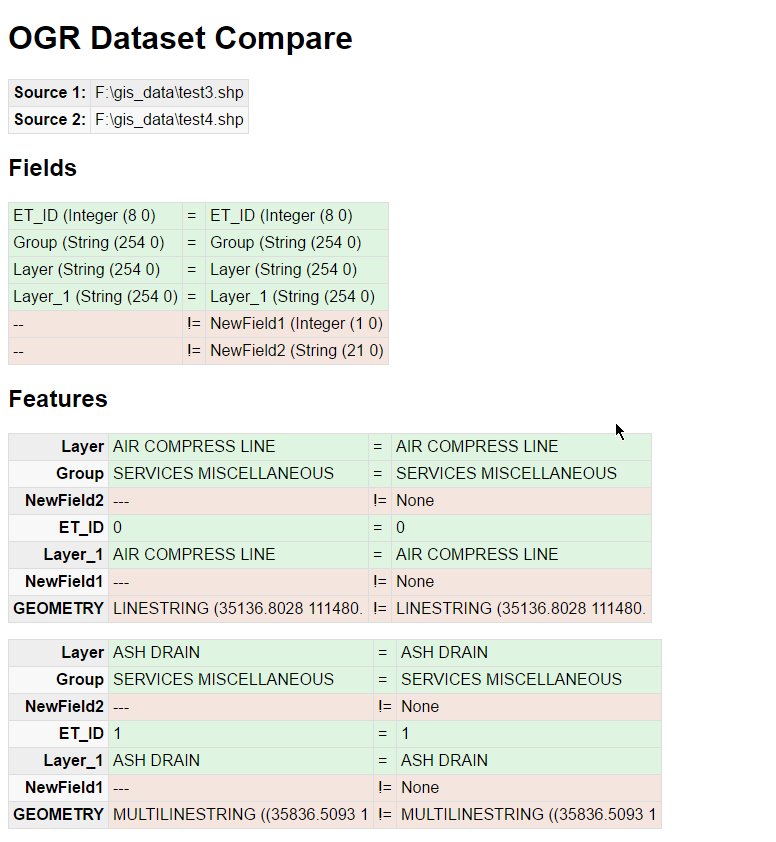 OGR Dataset Compare
Source 1: F:\gis_data\test3.shp
Source 2: F:\gis_data\test4.shp
Fields
ET_ID (Integer (8 0) = ET_ID (Integer (8 0)
Group (String (254 0) = Group (String (254 0)
Layer (String (254 0) = Layer (String (254 0)
Layer_1 (String (254 0) = Layer_1 (String (254 0)
-- != NewField1 (Integer (1 0)
-- != NewField2 (String (21 0)
Features
Layer AIR COMPRESS LINE = AIR COMPRESS LINE
Group SERVICES MISCELLANEOUS = SERVICES MISCELLANEOUS
NewField2 --- != None
ET_ID 0 = 0
Layer_1 AIR COMPRESS LINE = AIR COMPRESS LINE
NewField1 --- != None
GEOMETRY LINESTRING (35136.8028 111480. != LINESTRING (35136.8028 111480.
Layer ASH DRAIN = ASH DRAIN
Group SERVICES MISCELLANEOUS = SERVICES MISCELLANEOUS
NewField2 --- != None
ET_ID 1 = 1
Layer_1 ASH DRAIN = ASH DRAIN
NewField1 --- != None
GEOMETRY MULTILINESTRING ((35836.5093 1 != MULTILINESTRING ((35836.5093 1